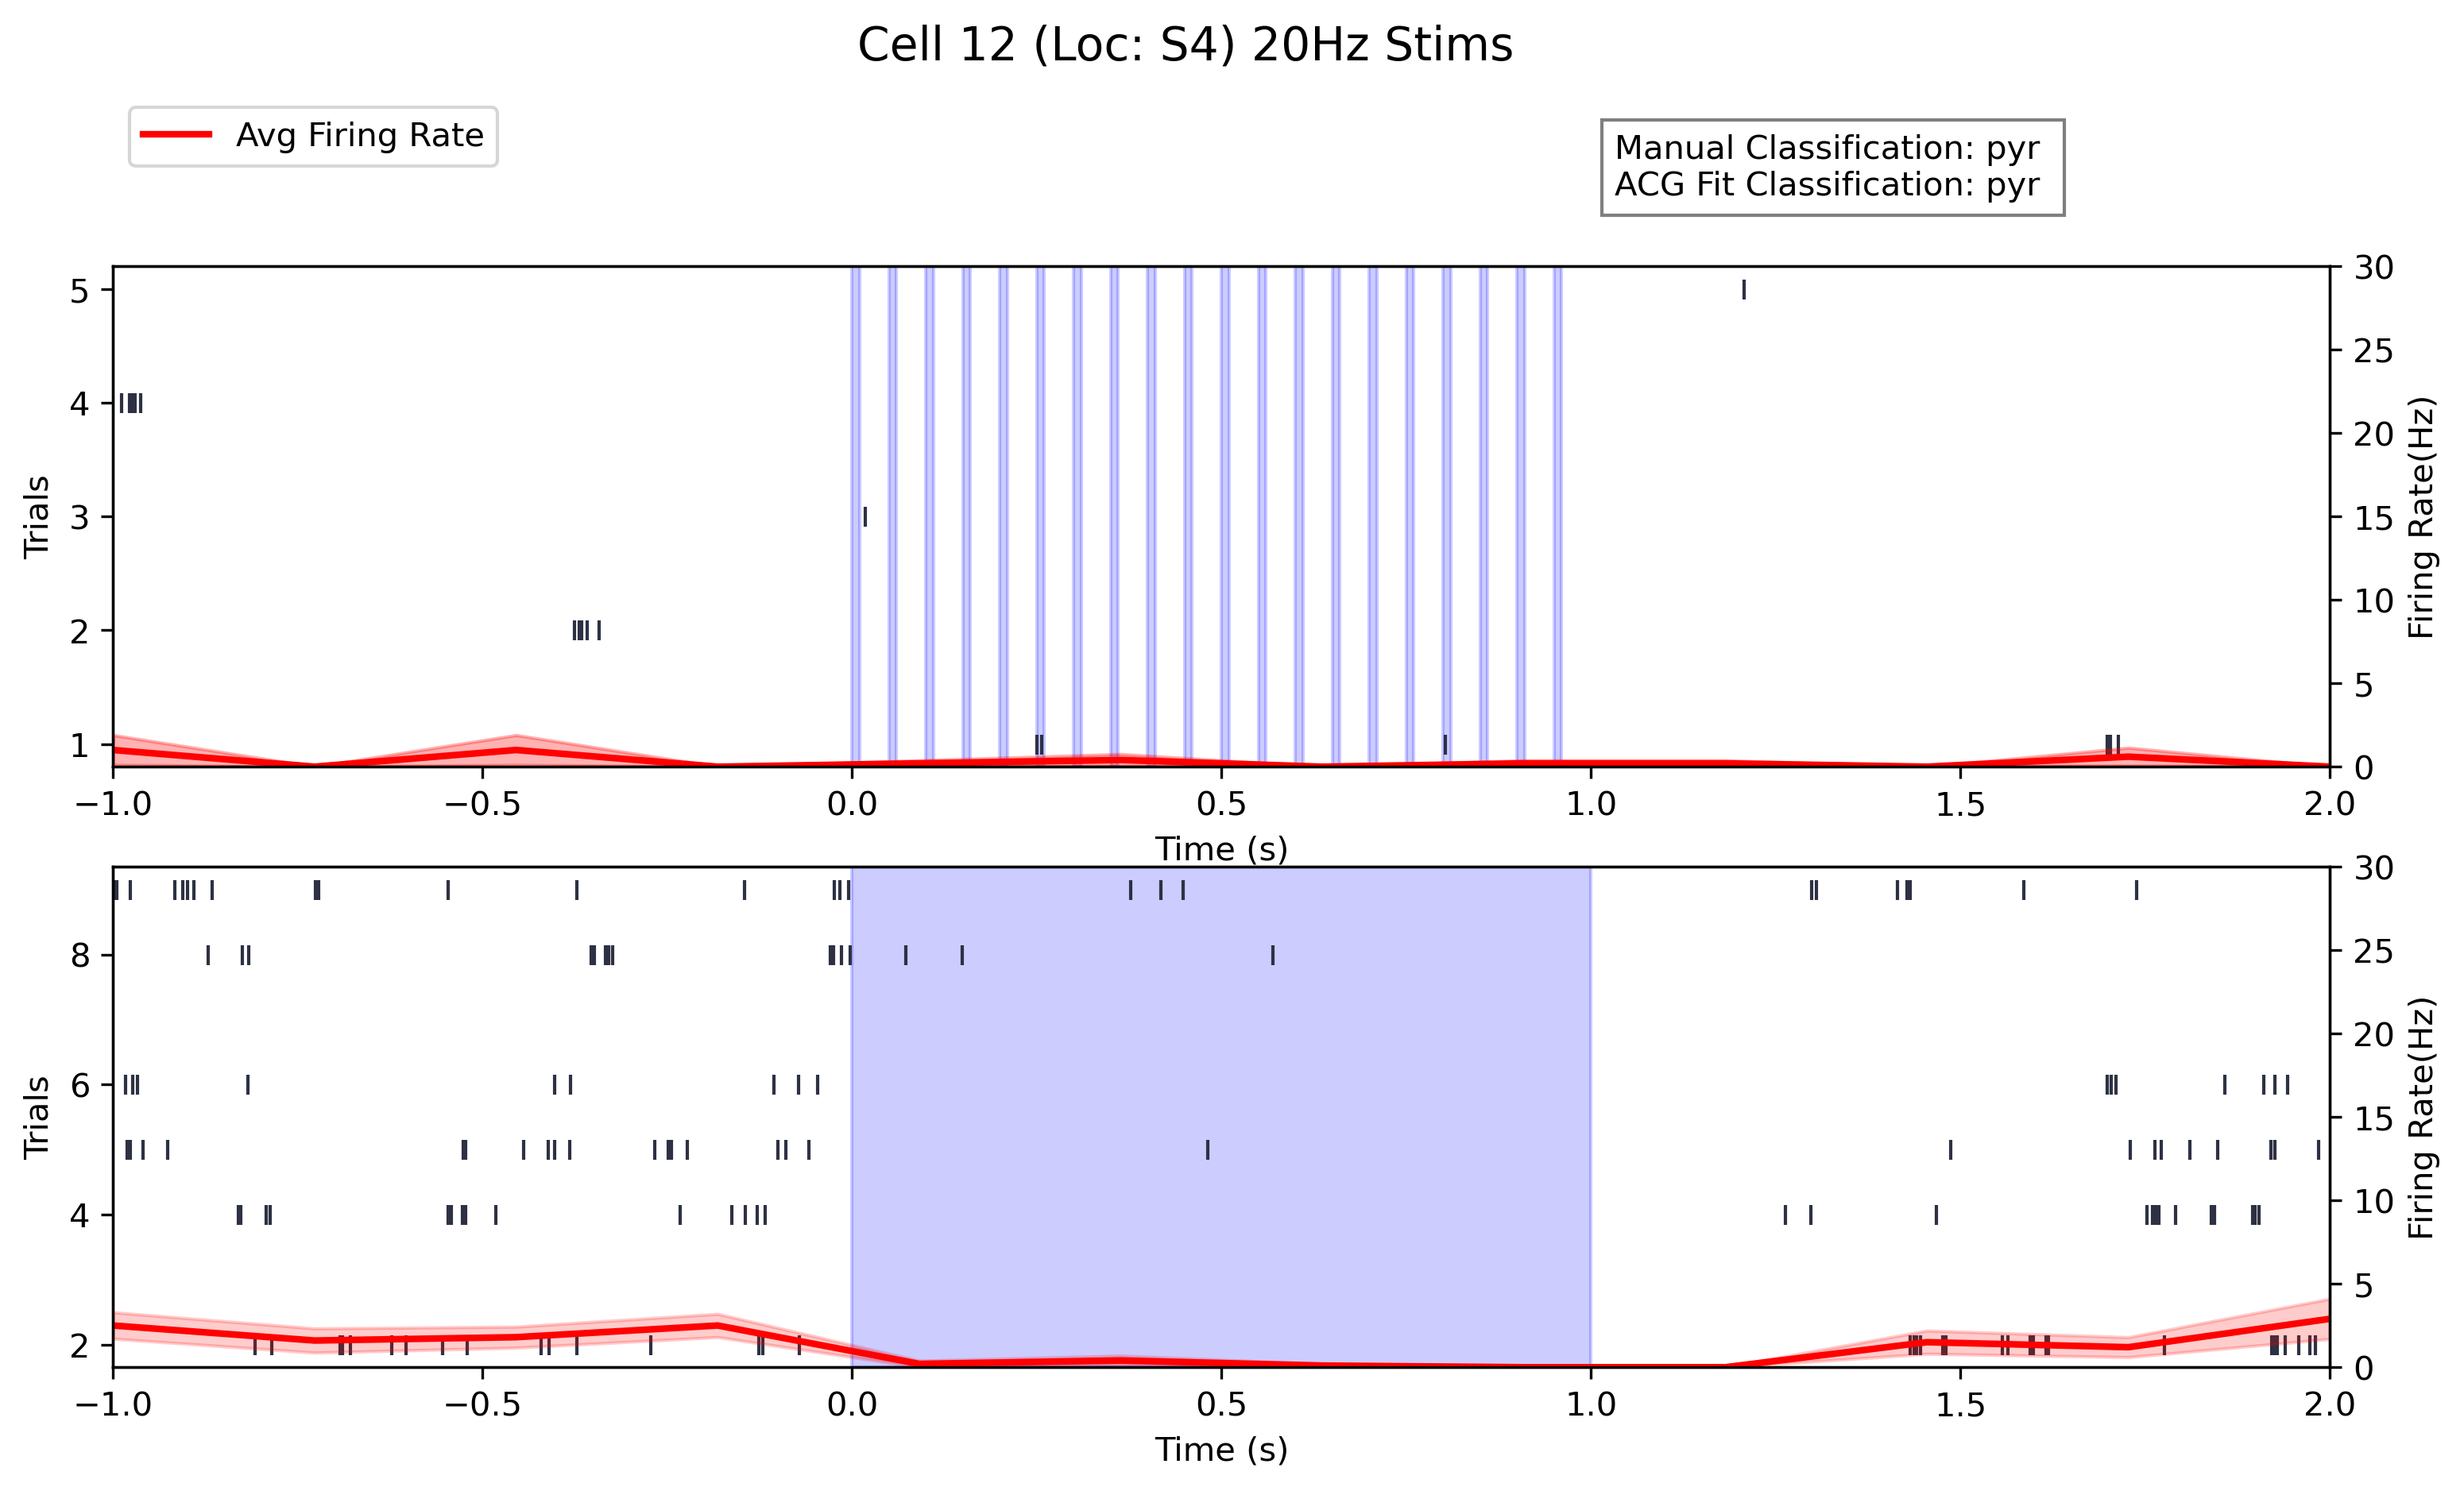 Cell 12 (Loc: S4) 20Hz Stims
Avg Firing Rate
Manual Classification: pyr
ACG Fit Classification: pyr
5
4
3
2
1
Trials
30
25
20
15
10
5
0
Firing Rate(Hz)
−1.0 −0.5 0.0 0.5 1.0 1.5 2.0
Time (s)
8
6
4
2
Trials
30
25
20
15
10
5
0
Firing Rate(Hz)
−1.0 −0.5 0.0 0.5 1.0 1.5 2.0
Time (s)